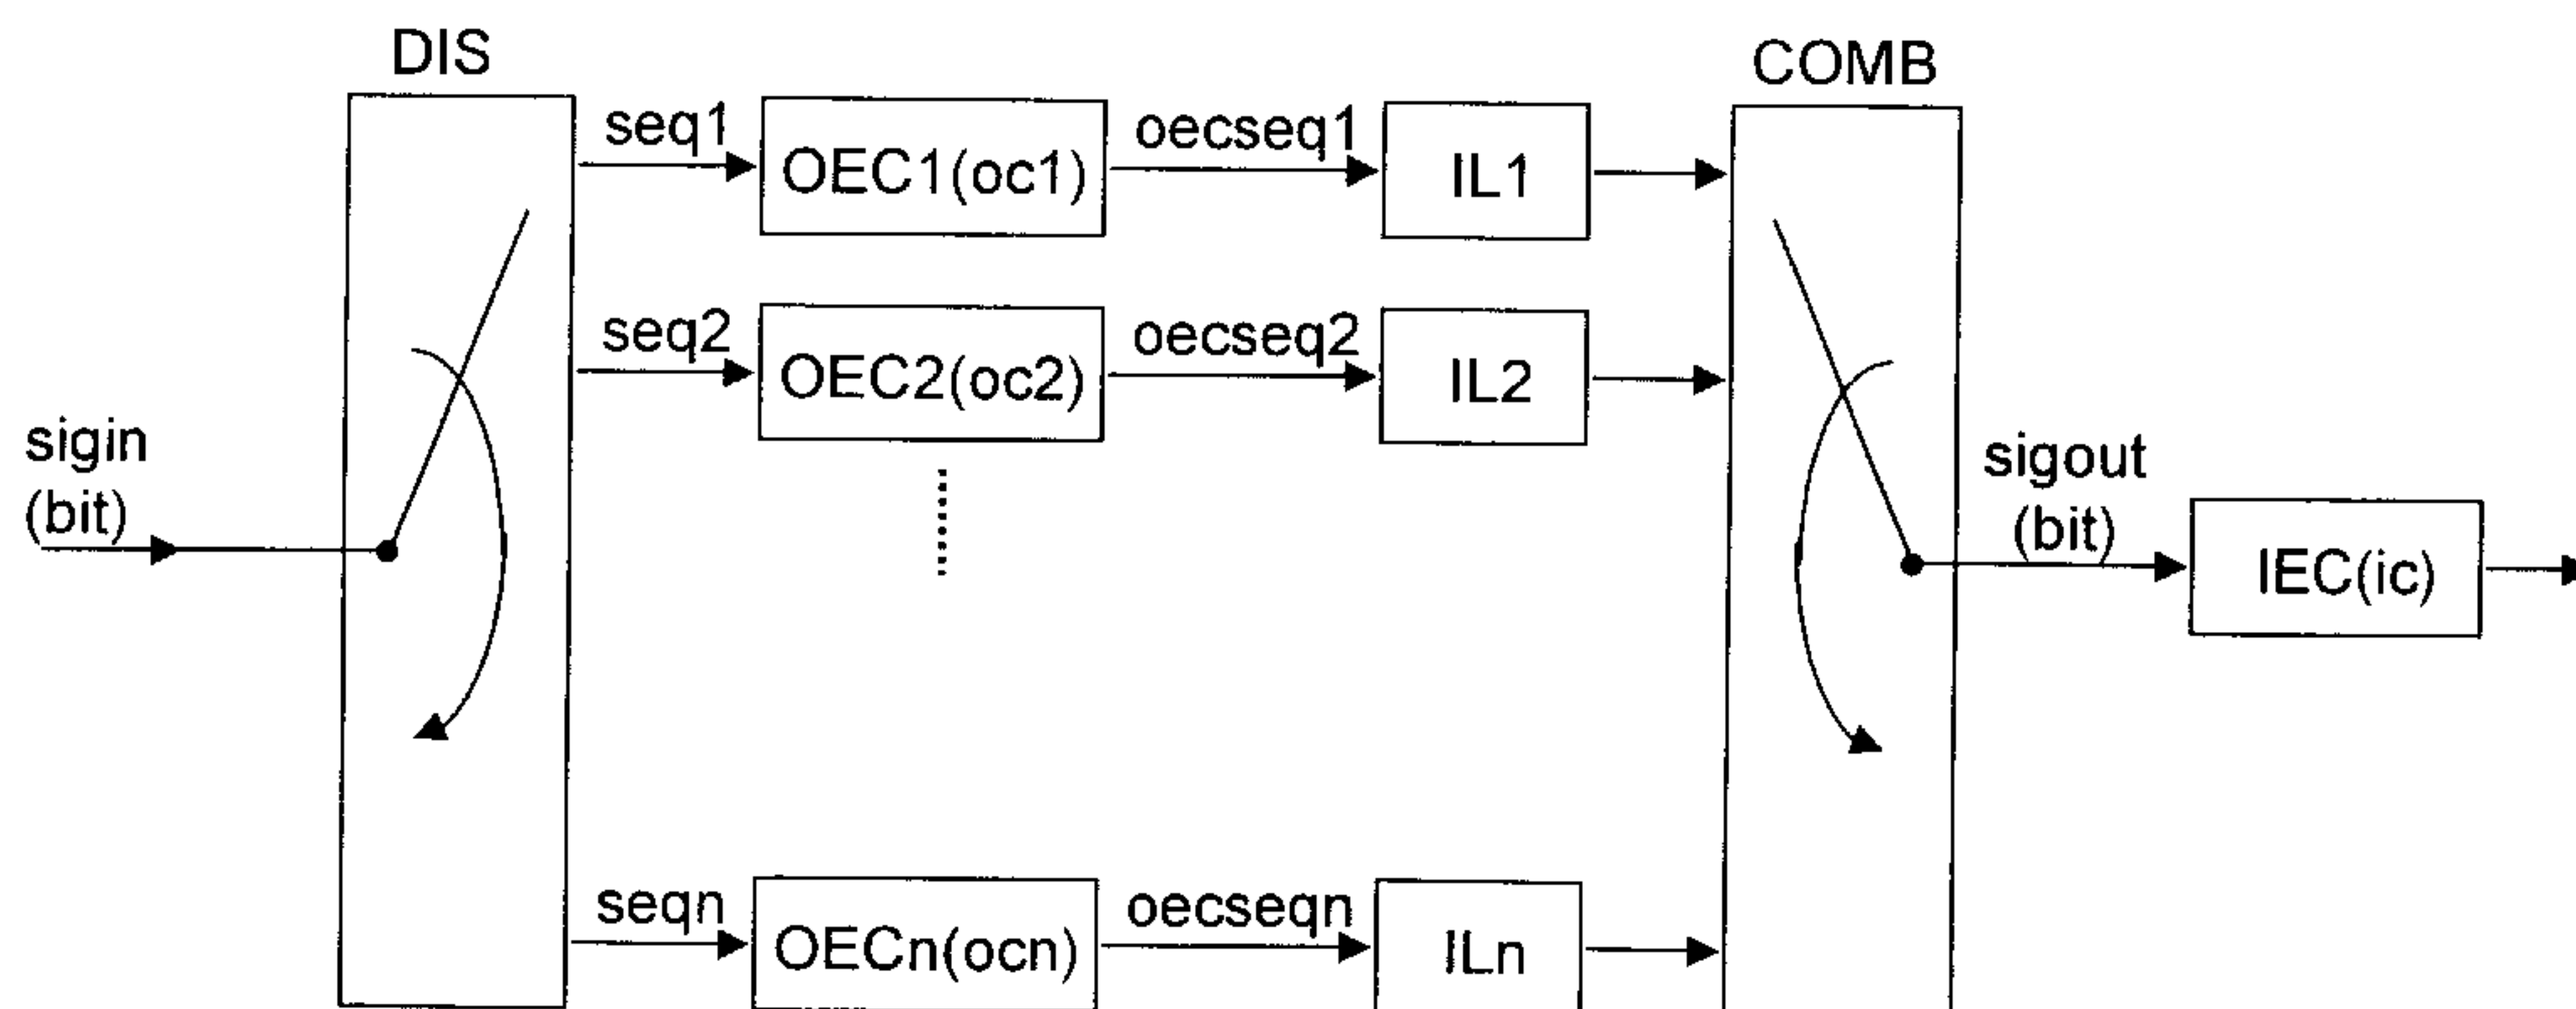 DIS
COMB
seq1
OEC1(oc1)
oecseq1
IL1
seq2
OEC2(oc2)
oecseq2
IL2
sigin
(bit)
sigout
(bit)
IEC(ic)
seqn
OECn(ocn)
oecseqn
ILn